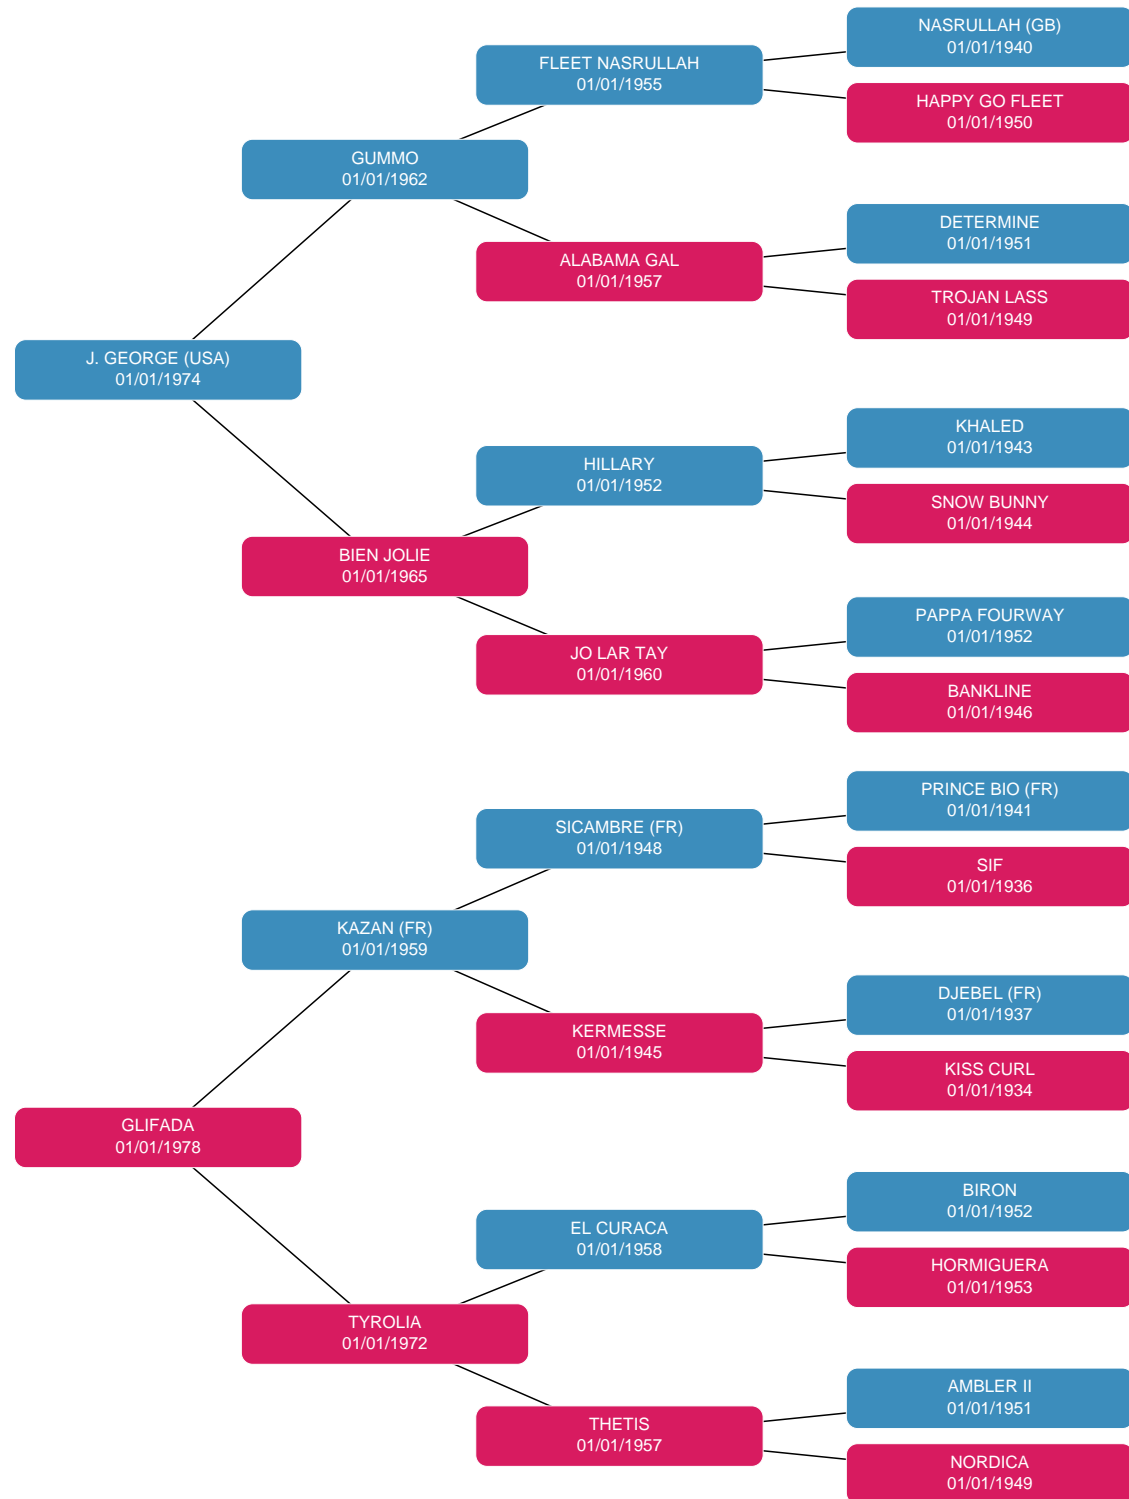 NASRULLAH (GB)
01/01/1940
FLEET NASRULLAH
01/01/1955
HAPPY GO FLEET
01/01/1950
GUMMO
01/01/1962
DETERMINE
01/01/1951
ALABAMA GAL
01/01/1957
TROJAN LASS
01/01/1949
J. GEORGE (USA)
01/01/1974
KHALED
01/01/1943
HILLARY
01/01/1952
SNOW BUNNY
01/01/1944
BIEN JOLIE
01/01/1965
PAPPA FOURWAY
01/01/1952
JO LAR TAY
01/01/1960
BANKLINE
01/01/1946
PRINCE BIO (FR)
01/01/1941
SICAMBRE (FR)
01/01/1948
SIF
01/01/1936
KAZAN (FR)
01/01/1959
DJEBEL (FR)
01/01/1937
KERMESSE
01/01/1945
KISS CURL
01/01/1934
GLIFADA
01/01/1978
BIRON
01/01/1952
EL CURACA
01/01/1958
HORMIGUERA
01/01/1953
TYROLIA
01/01/1972
AMBLER II
01/01/1951
THETIS
01/01/1957
NORDICA
01/01/1949